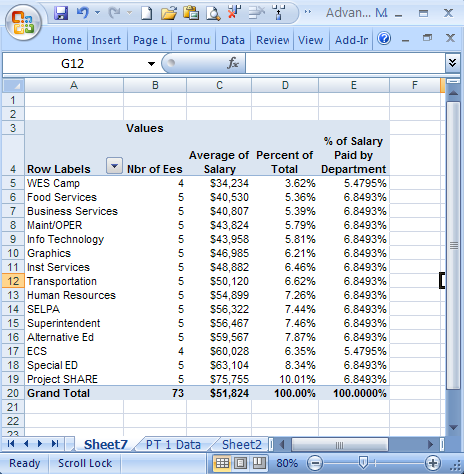 Advan... M.
Home Insert Page L Formu Data Review View Add-Ir
G12 fx
A B C D E F
1
2
3 Values
% of Salary
Average of Percent of Paid by
4 Row Labels Nbr of Ees Salary Total Department
5 WES Camp 4 $34,234 3.62% 5.4795%
6 Food Services 5 $40,530 5.36% 6.8493%
7 Business Services 5 $40,807 5.39% 6.8493%
8 Maint/OPER 5 $43,824 5.79% 6.8493%
9 Info Technology 5 $43,958 5.81% 6.8493%
10 Graphics 5 $46,985 6.21% 6.8493%
11 Inst Services 5 $48,882 6.46% 6.8493%
12 Transportation 5 $50,120 6.62% 6.8493%
13 Human Resources 5 $54,899 7.26% 6.8493%
14 SELPA 5 $56,322 7.44% 6.8493%
15 Superintendent 5 $56,467 7.46% 6.8493%
16 Alternative Ed 5 $59,567 7.87% 6.8493%
17 ECS 4 $60,028 6.35% 5.4795%
18 Special ED 5 $63,104 8.34% 6.8493%
19 Project SHARE 5 $75,755 10.01% 6.8493%
20 Grand Total 73 $51,824 100.00% 100.0000%
21
22
23
Sheet7 PT 1 Data Sheet2
Ready Scroll Lock 80%